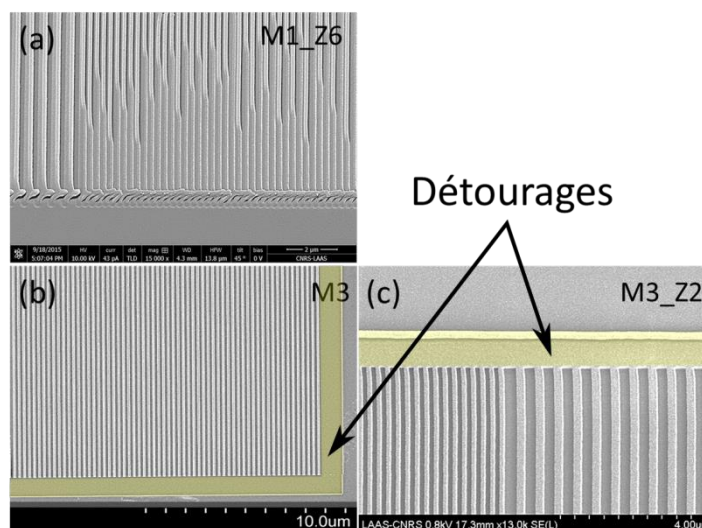 (a)
M1_Z6
9/18/2015
5:07:04 PM
HV
10.00 kV
curr
43 pA
det
TLD
mag
15 000 x
WD
4.3 mm
HFW
13.8 µm
tilt
45 °
bias
0 V
2 µm
CNRS-LAAS
Détourages
(b)
M3
10.0um
(c)
M3_Z2
LAAS-CNRS 0.8kV 17.3mm x13.0k SE(L)
4.00u